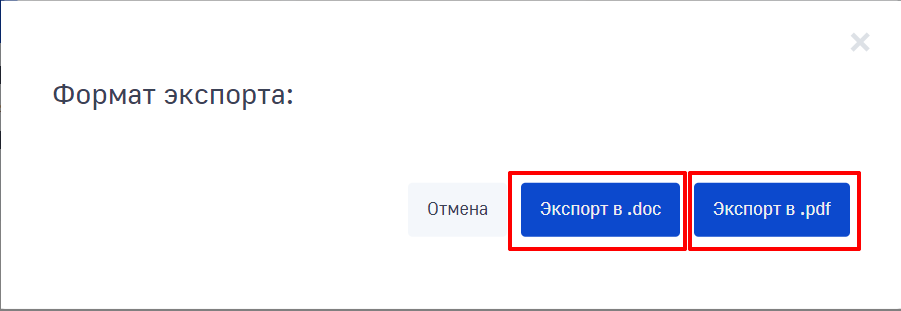 Формат экспорта:
Отмена
Экспорт в .doc
Экспорт в .pdf